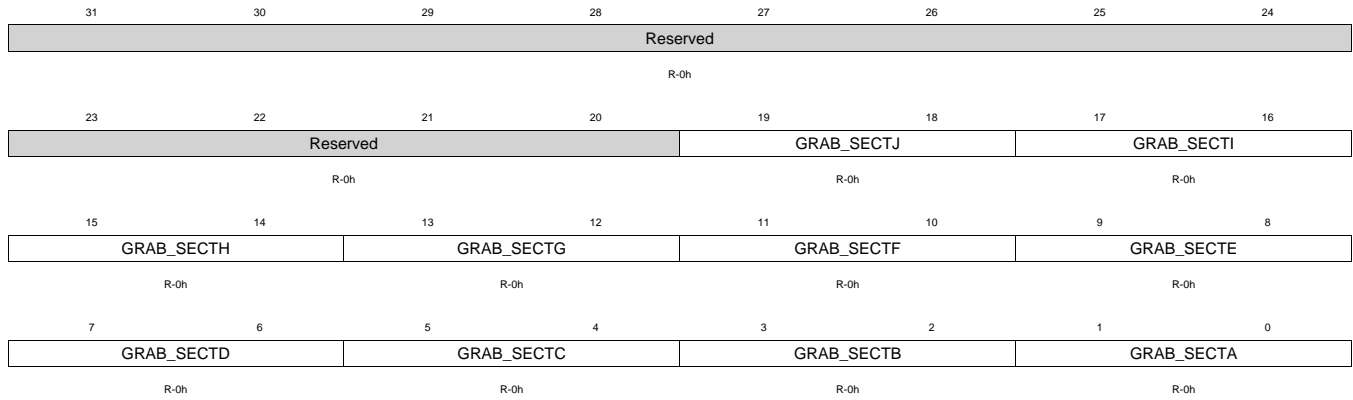 31 30 29 28 27 26 25 24
Reserved
R-0h
23 22 21 20 19 18 17 16
Reserved GRAB_SECTJ GRAB_SECTI
R-0h R-0h R-0h
15 14 13 12 11 10 9 8
GRAB_SECTH GRAB_SECTG GRAB_SECTF GRAB_SECTE
R-0h R-0h R-0h R-0h
7 6 5 4 3 2 1 0
GRAB_SECTD GRAB_SECTC GRAB_SECTB GRAB_SECTA
R-0h R-0h R-0h R-0h